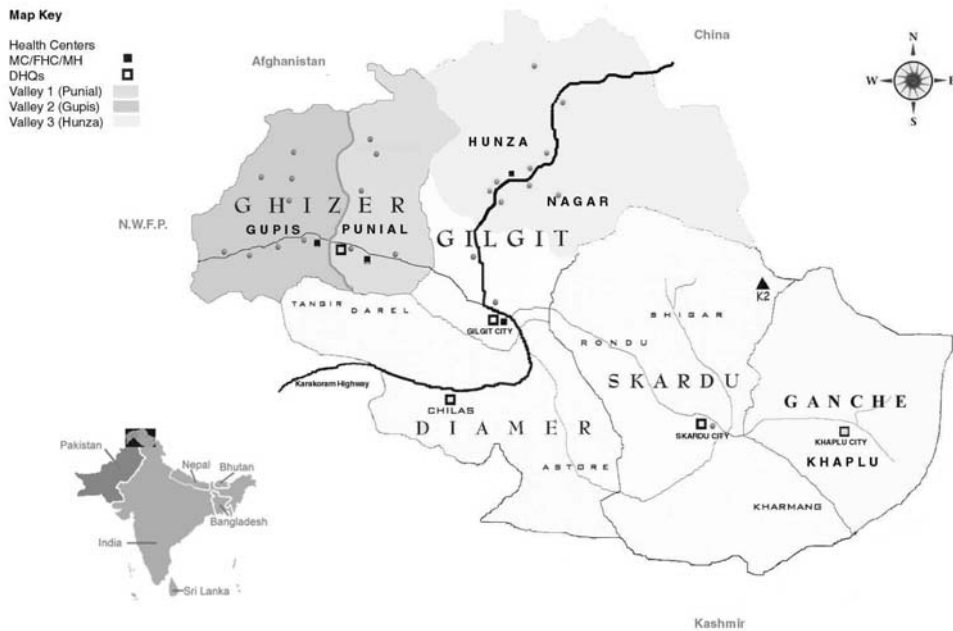 Map Key
Health Centers
MC/FHC/MH
DHQs
Valley 1 (Punial)
Valley 2 (Gupis)
Valley 3 (Hunza)
China
Afghanistan
N
W E
S
HUNZA
NAGAR
GHIZER
N.W.F.P.
GUPIS PUNIAL
GILGIT
K2
TANGIR
DAREL
SHIGAR
GILGIT CITY
RONDU
SKARDU
Karakoram Highway
CHILAS
GANCHE
DIAMER
SKARDU CITY
KHAPLU CITY
KHAPLU
ASTORE
KHARMANG
Pakistan
Nepal
Bhutan
Bangladesh
India
Sri Lanka
Kashmir